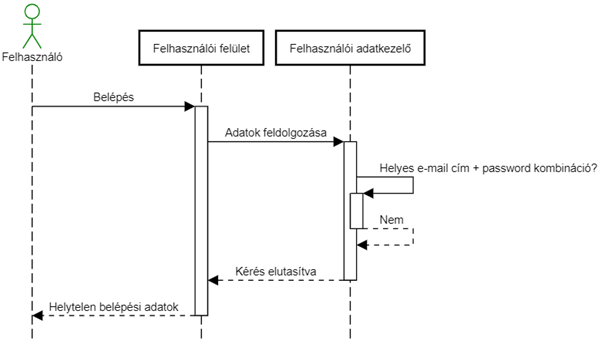 Felhasználó
Felhasználói felület
Felhasználói adatkezelő
Belépés
Adatok feldolgozása
Helyes e-mail cím + password kombináció?
Nem
Kérés elutasítva
Helytelen belépési adatok